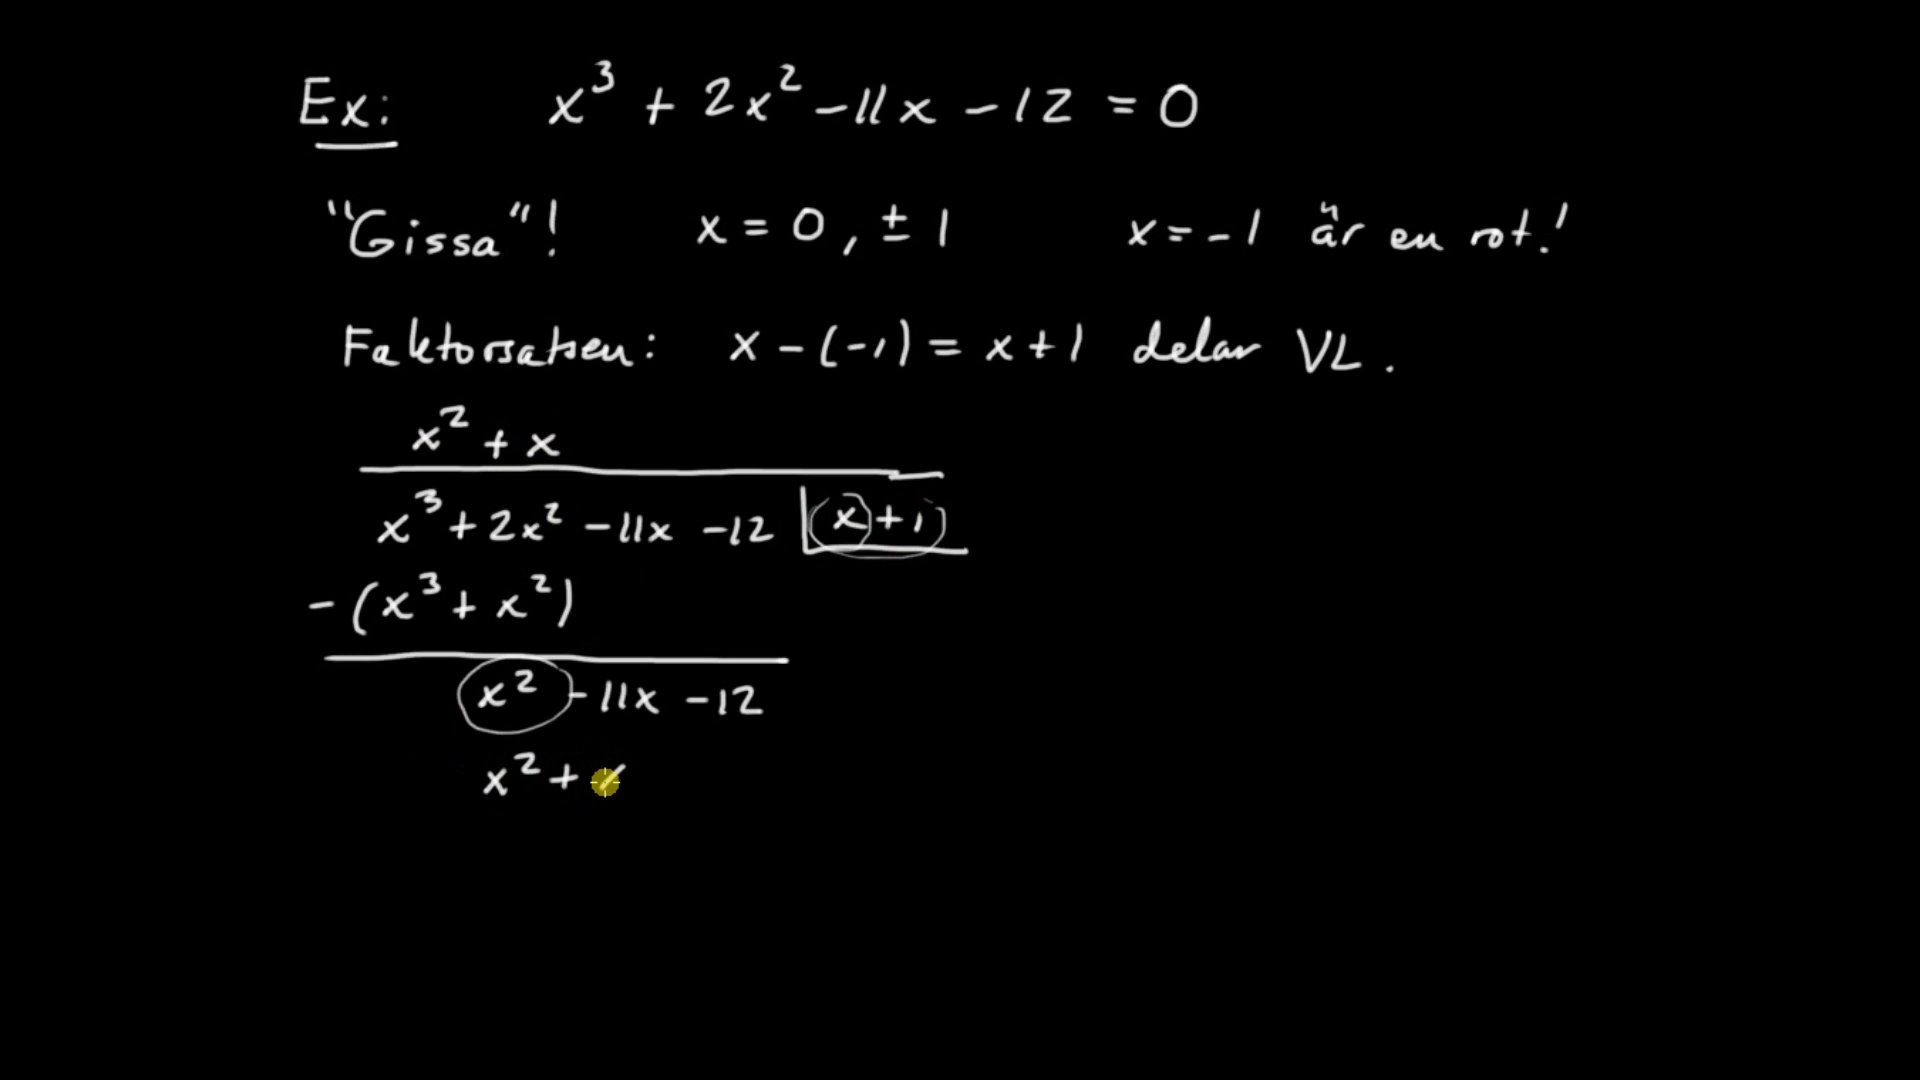 Ex: x³ + 2x² - 11x - 12 = 0
"Gissa"! x = 0, ± 1 x = -1 är en rot!
Faktorsatsen: x - (-1) = x + 1 delar VL.
x² + x
x³ + 2x² - 11x - 12 x + 1
- (x³ + x²)
x² - 11x - 12
x² +